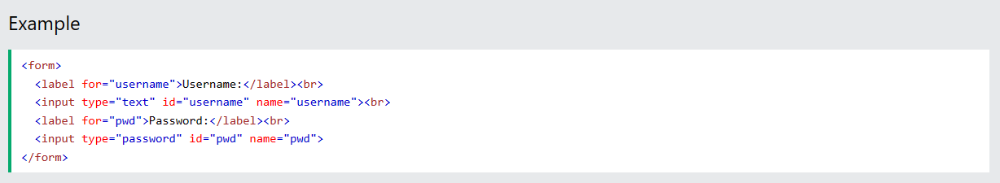 Example
<form>
  <label for="username">Username:</label><br>
  <input type="text" id="username" name="username"><br>
  <label for="pwd">Password:</label><br>
  <input type="password" id="pwd" name="pwd">
</form>